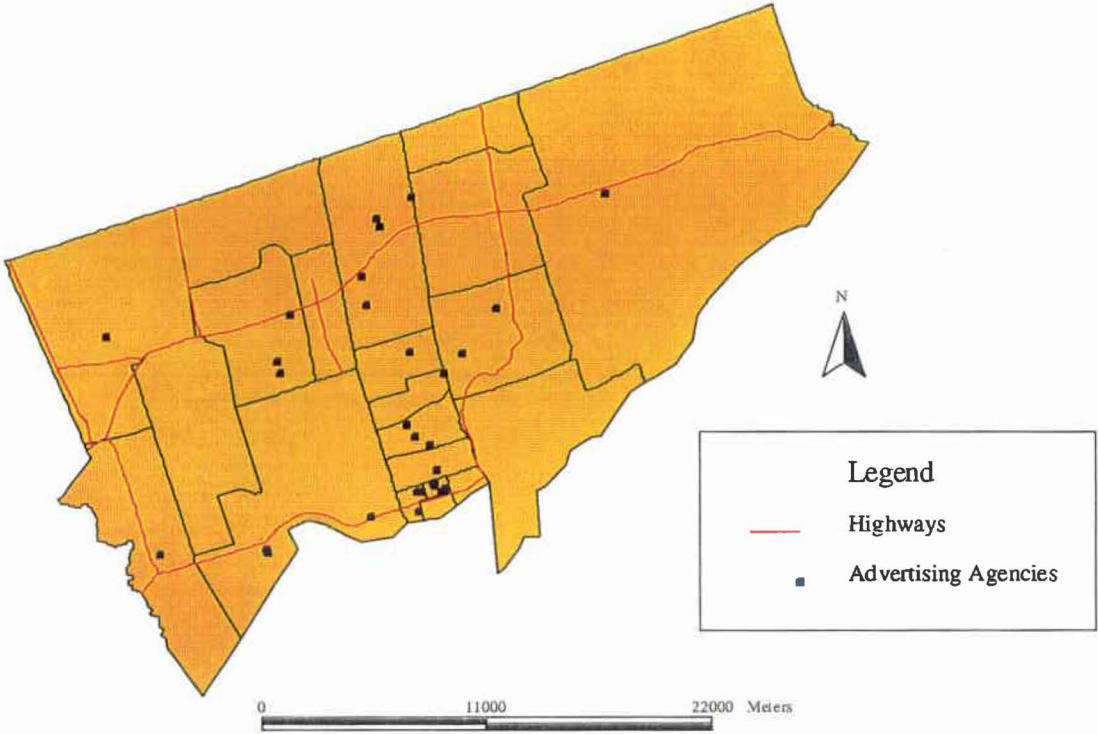 N
Legend
Highways
Advertising Agencies
0 11000 22000 Meters